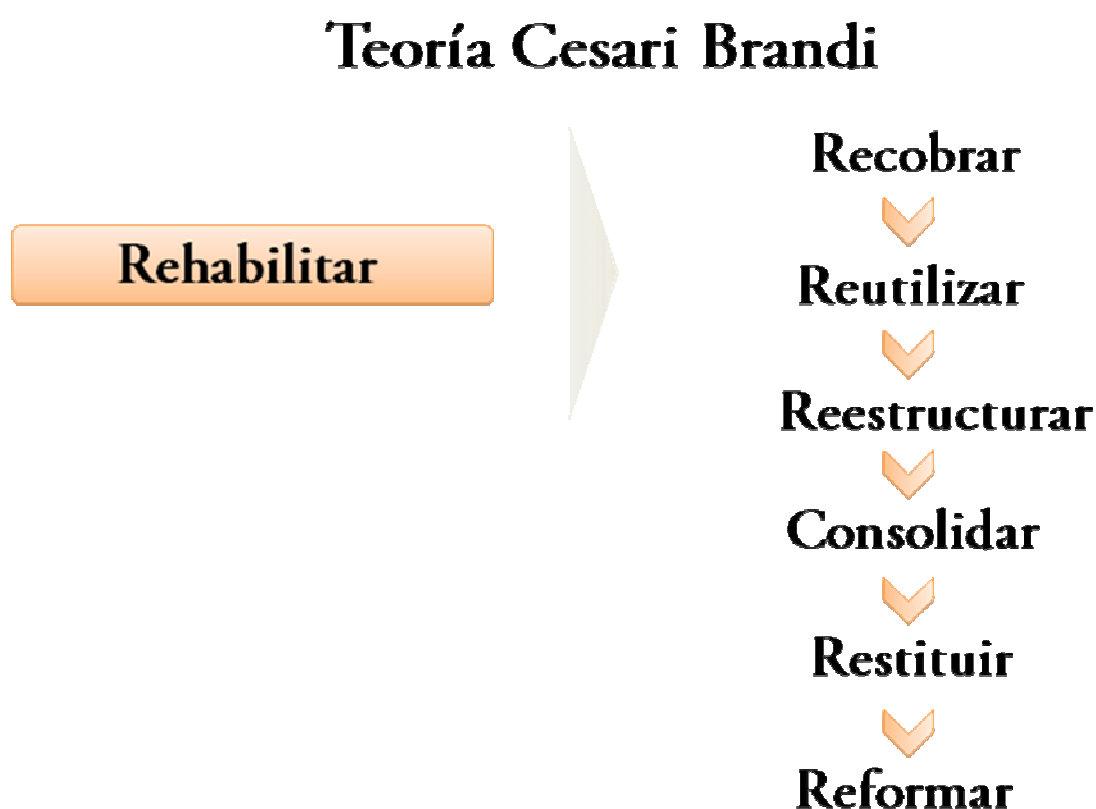 Teoría Cesari Brandi
Rehabilitar
Recobrar
Reutilizar
Reestructurar
Consolidar
Restituir
Reformar